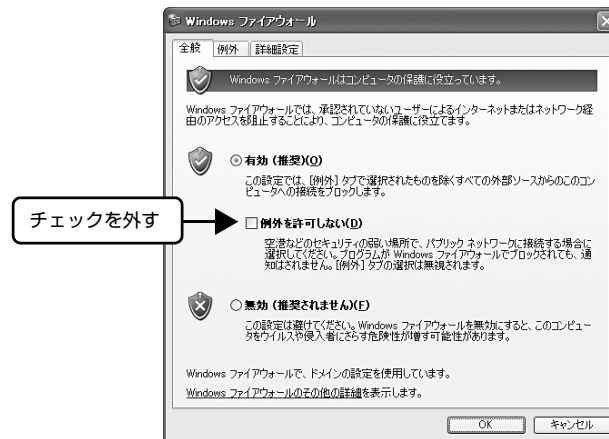 Windows ファイアウォール
全般 例外 詳細設定
Windows ファイアウォールはコンピュータの保護に役立っています。
Windows ファイアウォールでは、承認されていないユーザーによるインターネットまたはネットワーク経
由のアクセスを阻止することにより、コンピュータの保護に役立てます。
有効 (推奨)(O)
この設定では、[例外] タブで選択されたものを除くすべての外部ソースからのこのコン
ピュータへの接続をブロックします。
チェックを外す
例外を許可しない(D)
空港などのセキュリティの弱い場所で、パブリック ネットワークに接続する場合に
選択してください。プログラムが Windows ファイアウォールでブロックされても、通
知はされません。[例外] タブの選択は無視されます。
無効 (推奨されません)(F)
この設定は避けてください。Windows ファイアウォールを無効にすると、このコンピュー
タをウイルスや侵入者にさらす危険性が増す可能性があります。
Windows ファイアウォールで、ドメインの設定を使用しています。
Windows ファイアウォールのその他の詳細を表示します。
OK キャンセル